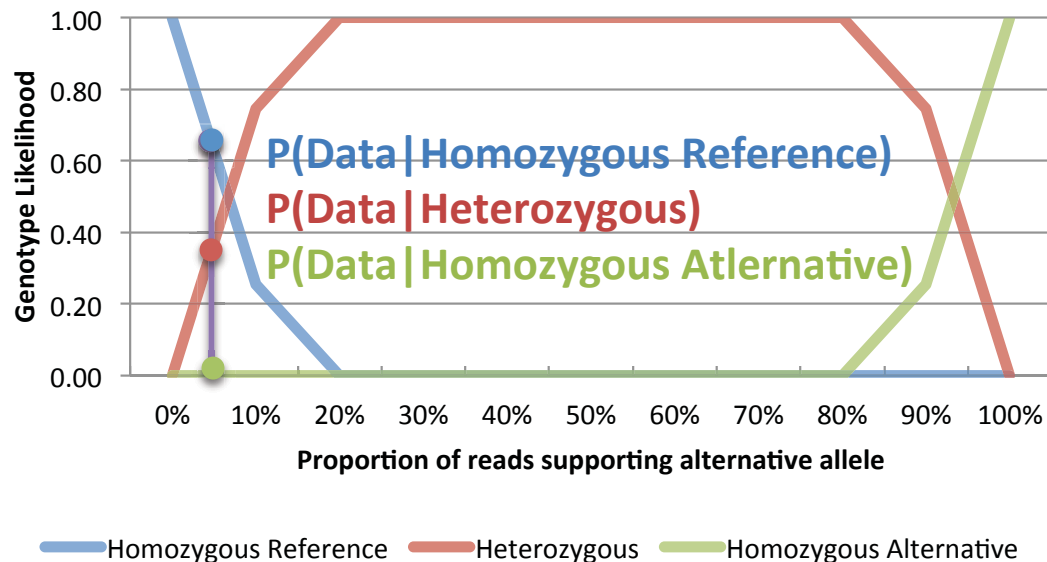 1.00
0.80
0.60
0.40
0.20
0.00
Genotype Likelihood
P(Data|Homozygous Reference)
P(Data|Heterozygous)
P(Data|Homozygous Atlernative)
0% 10% 20% 30% 40% 50% 60% 70% 80% 90% 100%
Proportion of reads supporting alternative allele
Homozygous Reference Heterozygous Homozygous Alternative